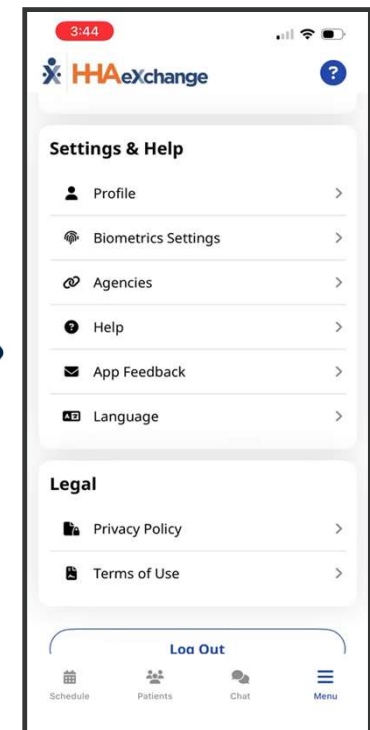 3:44
HHAeXchange
?
Settings & Help
Profile
Biometrics Settings
Agencies
Help
App Feedback
Language
Legal
Privacy Policy
Terms of Use
Log Out
Schedule Patients Chat Menu